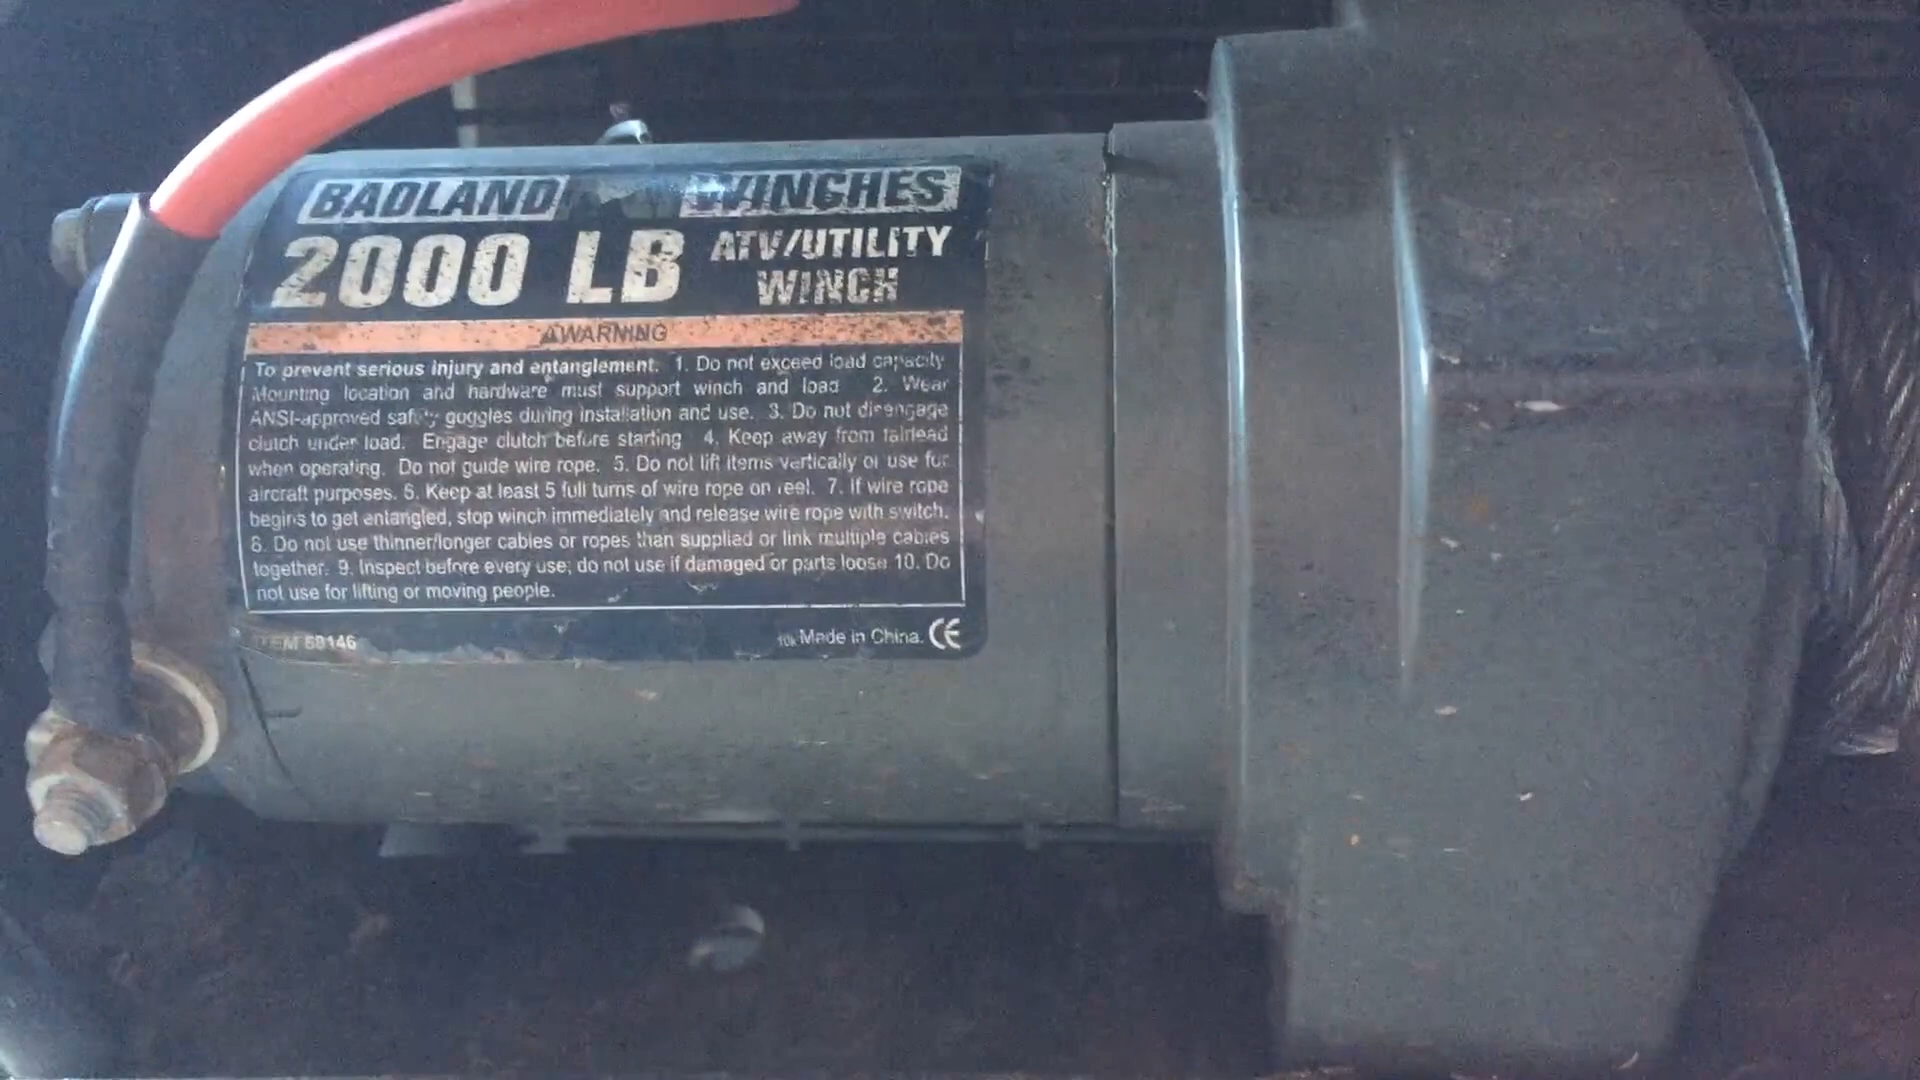 BADLAND WINCHES
2000 LB ATV/UTILITY
WINCH
⚠WARNING
To prevent serious injury and entanglement: 1. Do not exceed load capacity
Mounting location and hardware must support winch and load 2. Wear
ANSI-approved safety goggles during installation and use. 3. Do not disengage
clutch under load. Engage clutch before starting 4. Keep away from fairlead
when operating. Do not guide wire rope. 5. Do not lift items vertically or use for
aircraft purposes. 6. Keep at least 5 full turns of wire rope on reel. 7. If wire rope
begins to get entangled, stop winch immediately and release wire rope with switch.
8. Do not use thinner/longer cables or ropes than supplied or link multiple cables
together. 9. Inspect before every use; do not use if damaged or parts loose 10. Do
not use for lifting or moving people.
ITEM 68146 Made in China. CE